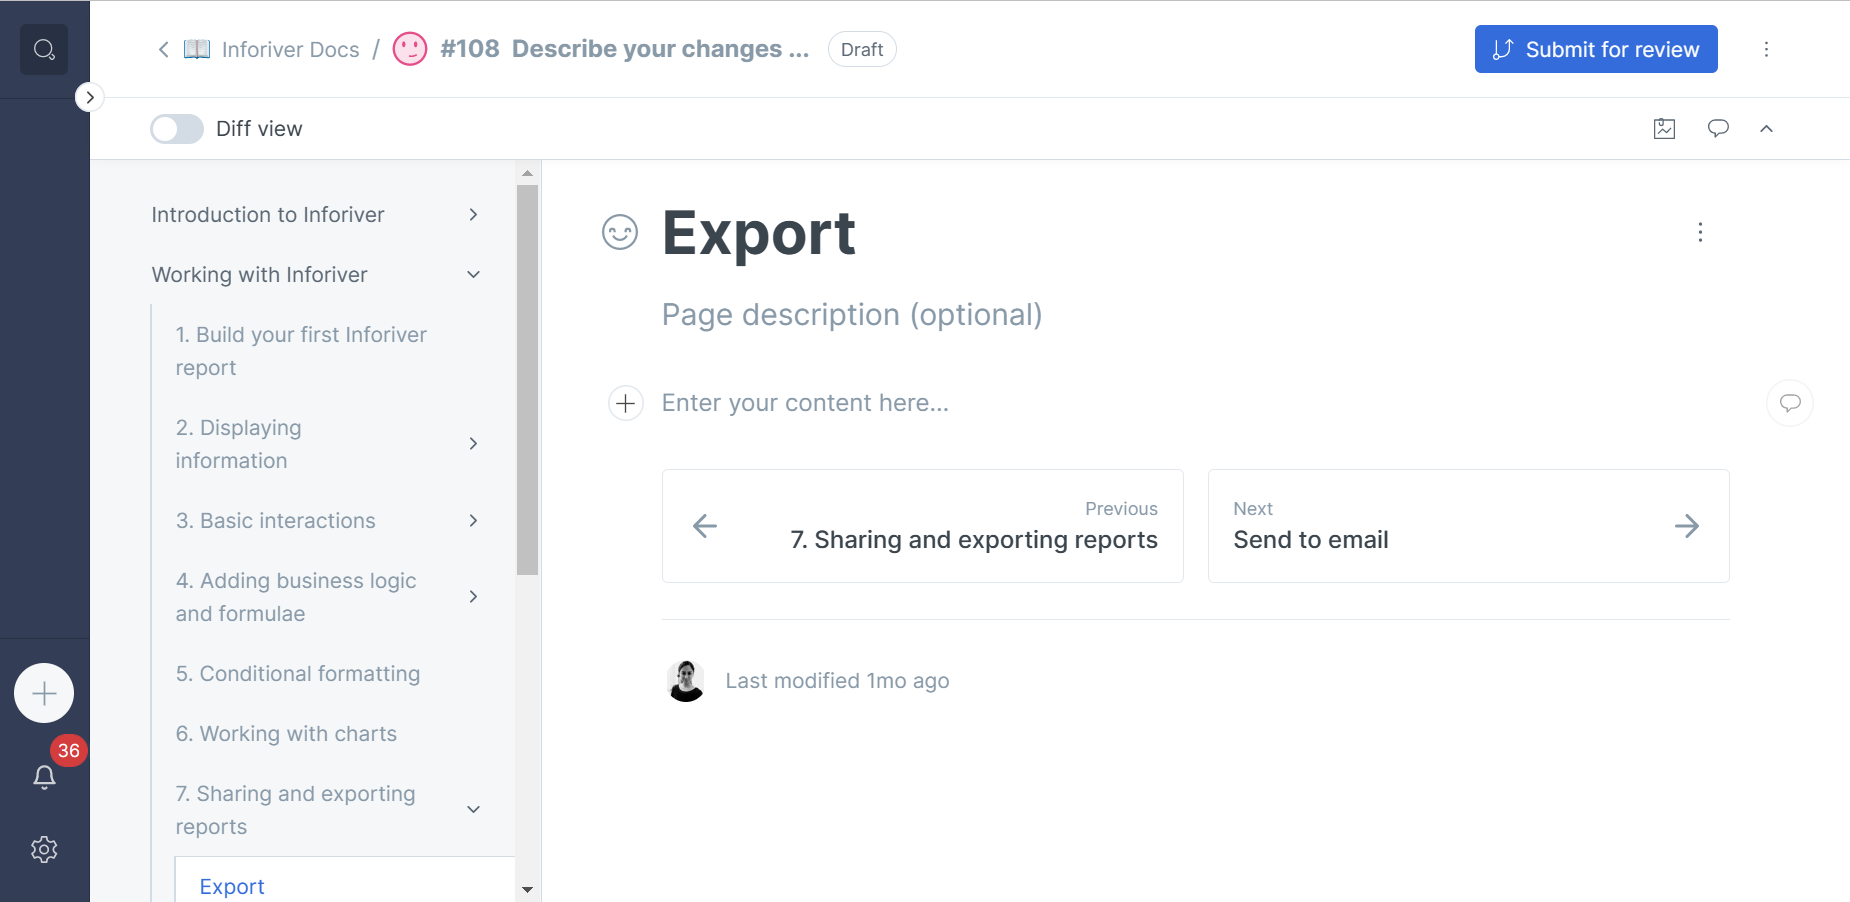 Inforiver Docs / #108 Describe your changes ... Draft
Submit for review
Diff view
Introduction to Inforiver
Working with Inforiver
1. Build your first Inforiver
report
2. Displaying
information
3. Basic interactions
4. Adding business logic
and formulae
5. Conditional formatting
6. Working with charts
7. Sharing and exporting
reports
Export
36
Export
Page description (optional)
Enter your content here...
Previous
7. Sharing and exporting reports
Next
Send to email
Last modified 1mo ago